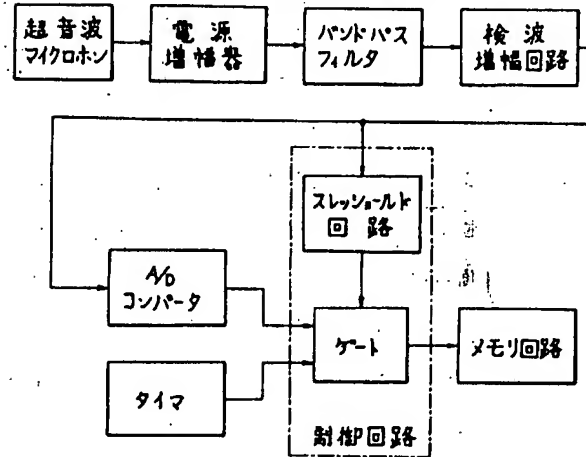 超音波
マイクロホン
電源
増幅器
バンドパス
フィルタ
検波
増幅回路
スレッショールド
回路
A/D
コンバータ
ゲート
メモリ回路
タイマ
制御回路